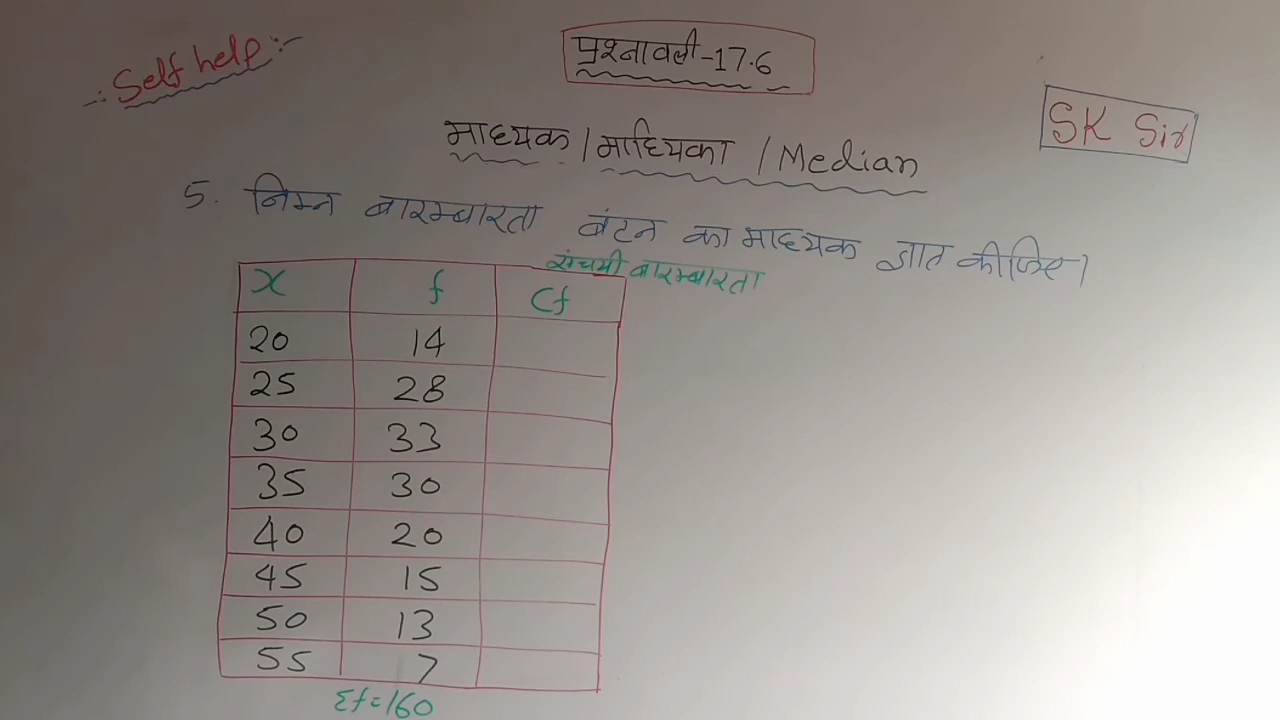 Self help
प्रश्नावली-17.6
SK Sir
माध्यक / माध्यिका / Median
5. निम्न बारम्बारता बंटन का माध्यक ज्ञात कीजिए।
संचयी बारम्बारता
x f Cf
20 14
25 28
30 33
35 30
40 20
45 15
50 13
55 7
Σf=160